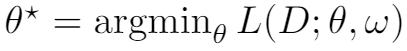 θ⋆ = argmin_θ L(D; θ, ω)